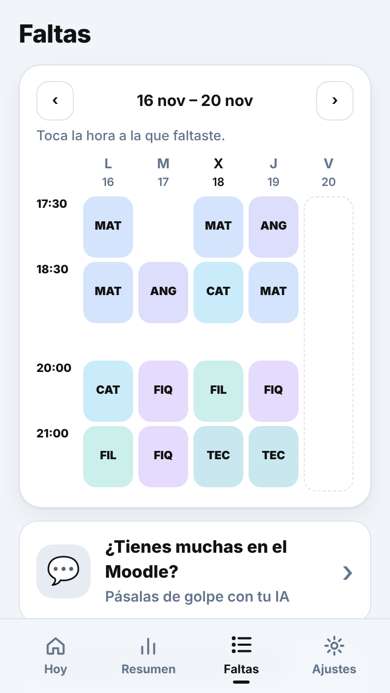 Faltas
‹ 16 nov – 20 nov ›
Toca la hora a la que faltaste.
L M X J V
16 17 18 19 20
17:30 MAT MAT ANG
18:30 MAT ANG CAT MAT
20:00 CAT FIQ FIL FIQ
21:00 FIL FIQ TEC TEC
¿Tienes muchas en el
Moodle?
Pásalas de golpe con tu IA
Hoy Resumen Faltas Ajustes